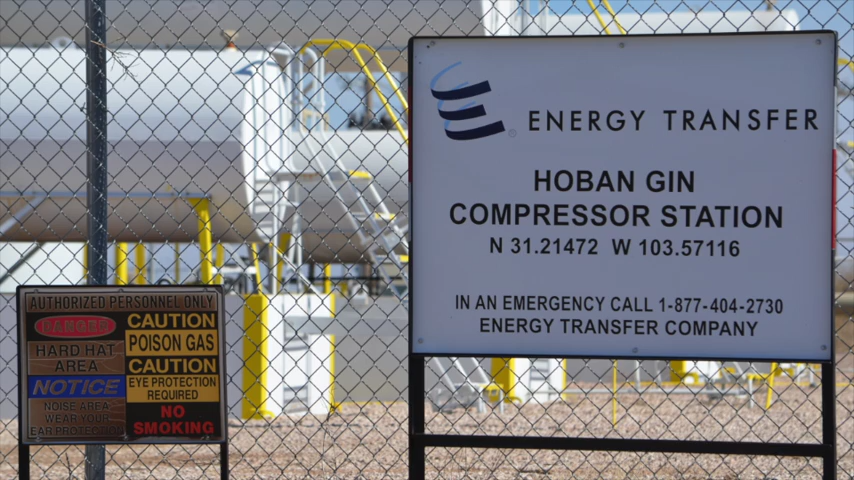 ENERGY TRANSFER
HOBAN GIN
COMPRESSOR STATION
N 31.21472 W 103.57116
IN AN EMERGENCY CALL 1-877-404-2730
ENERGY TRANSFER COMPANY
AUTHORIZED PERSONNEL ONLY
DANGER
HARD HAT
AREA
NOTICE
NOISE AREA
WEAR YOUR
EAR PROTECTION
CAUTION
POISON GAS
CAUTION
EYE PROTECTION
REQUIRED
NO
SMOKING